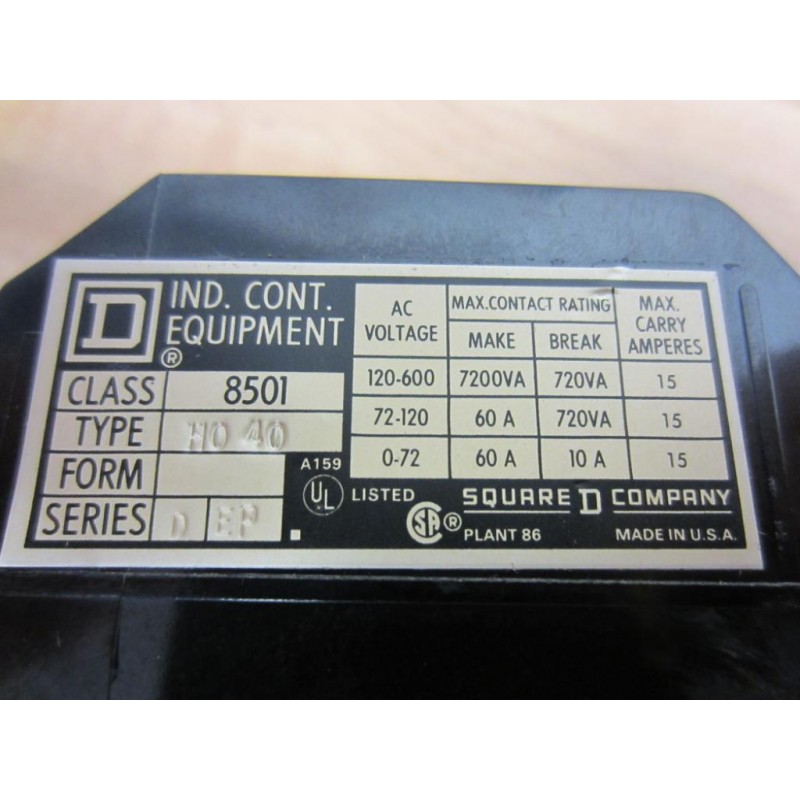 D
IND. CONT.
EQUIPMENT
®
CLASS 8501
TYPE HO 40
FORM
SERIES D EP
A159
AC VOLTAGE MAX. CONTACT RATING MAX. CARRY AMPERES
MAKE BREAK
120-600 7200VA 720VA 15
72-120 60 A 720VA 15
0-72 60 A 10 A 15
UL LISTED SA ® SQUARE D COMPANY
PLANT 86 MADE IN U.S.A.